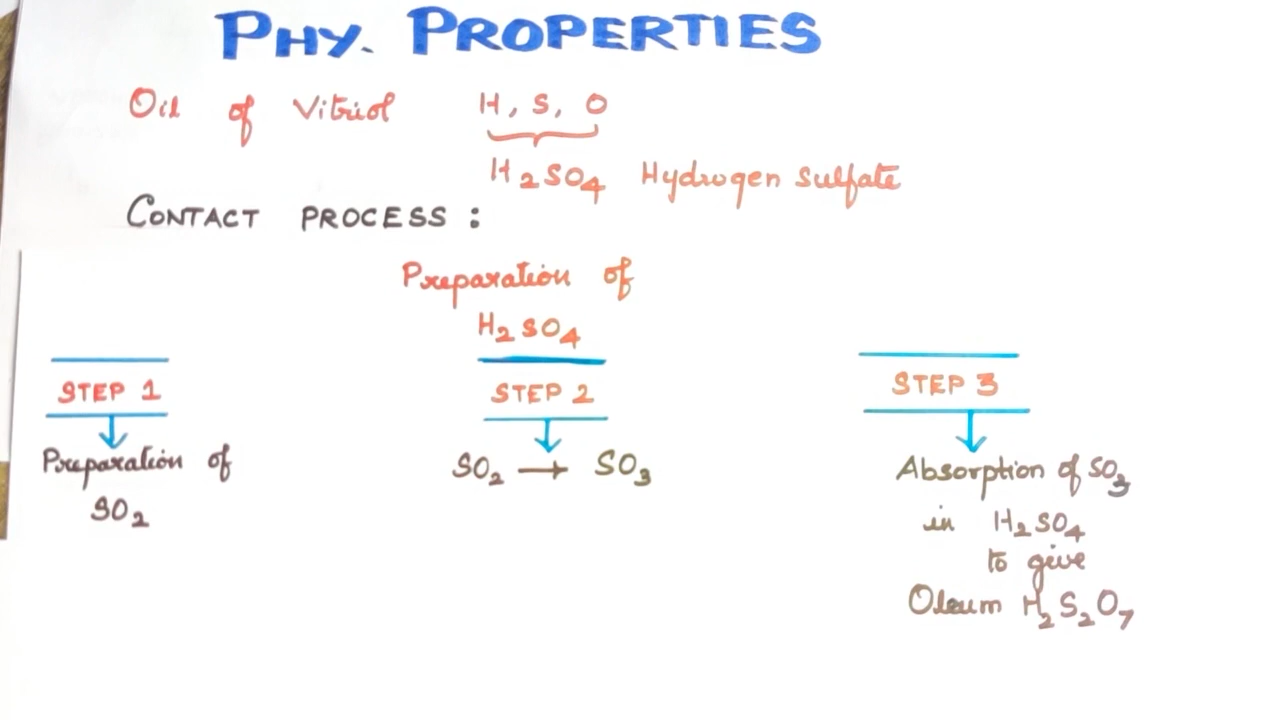 PHY. PROPERTIES
Oil of Vitriol H, S, O
H2SO4 Hydrogen sulfate
CONTACT PROCESS :
Preparation of
H2SO4
STEP 1
Preparation of
SO2
STEP 2
SO2 → SO3
STEP 3
Absorption of SO3
in H2SO4
to give
Oleum H2S2O7